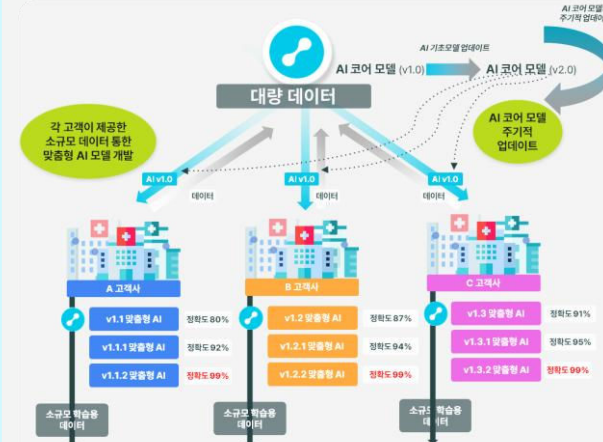 AI 코어 모델
주기적 업데이트
AI 기초모델 업데이트
AI 코어 모델 (v1.0)
AI 코어 모델 (v2.0)
대량 데이터
각 고객이 제공한
소규모 데이터 통한
맞춤형 AI 모델 개발
AI 코어 모델
주기적
업데이트
AI v1.0
데이터
AI v1.0
데이터
AI v1.0
데이터
A 고객사
v1.1 맞춤형 AI 정확도 80%
v1.1.1 맞춤형 AI 정확도 92%
v1.1.2 맞춤형 AI 정확도 99%
소규모 학습용
데이터
B 고객사
v1.2 맞춤형 AI 정확도 87%
v1.2.1 맞춤형 AI 정확도 94%
v1.2.2 맞춤형 AI 정확도 99%
소규모 학습용
데이터
C 고객사
v1.3 맞춤형 AI 정확도 91%
v1.3.1 맞춤형 AI 정확도 95%
v1.3.2 맞춤형 AI 정확도 99%
소규모 학습용
데이터